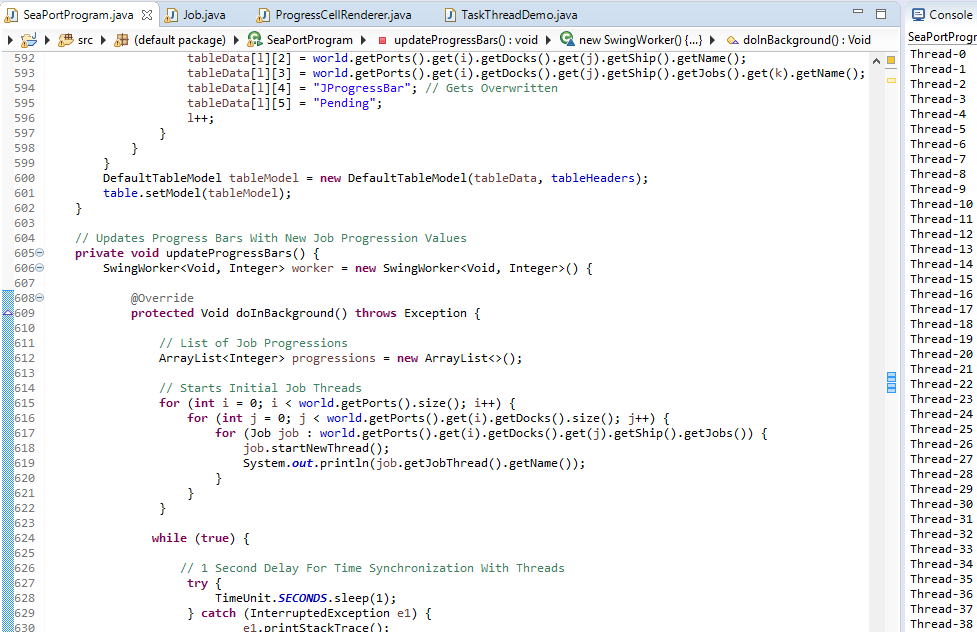 SeaPortProgram.java Job.java ProgressCellRenderer.java TaskThreadDemo.java
src (default package) SeaPortProgram updateProgressBars() : void new SwingWorker() {...} doInBackground() : Void
592 tableData[l][2] = world.getPorts().get(i).getDocks().get(j).getShip().getName();
593 tableData[l][3] = world.getPorts().get(i).getDocks().get(j).getShip().getJobs().get(k).getName();
594 tableData[l][4] = "JProgressBar"; // Gets Overwritten
595 tableData[l][5] = "Pending";
596 l++;
597 }
598 }
599 }
600 DefaultTableModel tableModel = new DefaultTableModel(tableData, tableHeaders);
601 table.setModel(tableModel);
602 }
603
604 // Updates Progress Bars With New Job Progression Values
605 private void updateProgressBars() {
606 SwingWorker<Void, Integer> worker = new SwingWorker<Void, Integer>() {
607
608 @Override
609 protected Void doInBackground() throws Exception {
610
611 // List of Job Progressions
612 ArrayList<Integer> progressions = new ArrayList<>();
613
614 // Starts Initial Job Threads
615 for (int i = 0; i < world.getPorts().size(); i++) {
616 for (int j = 0; j < world.getPorts().get(i).getDocks().size(); j++) {
617 for (Job job : world.getPorts().get(i).getDocks().get(j).getShip().getJobs()) {
618 job.startNewThread();
619 System.out.println(job.getJobThread().getName());
620 }
621 }
622 }
623
624 while (true) {
625
626 // 1 Second Delay For Time Synchronization With Threads
627 try {
628 TimeUnit.SECONDS.sleep(1);
629 } catch (InterruptedException e1) {
630 e1.printStackTrace();
Console
SeaPortProgr
Thread-0
Thread-1
Thread-2
Thread-3
Thread-4
Thread-5
Thread-6
Thread-7
Thread-8
Thread-9
Thread-10
Thread-11
Thread-12
Thread-13
Thread-14
Thread-15
Thread-16
Thread-17
Thread-18
Thread-19
Thread-20
Thread-21
Thread-22
Thread-23
Thread-24
Thread-25
Thread-26
Thread-27
Thread-28
Thread-29
Thread-30
Thread-31
Thread-32
Thread-33
Thread-34
Thread-35
Thread-36
Thread-37
Thread-38